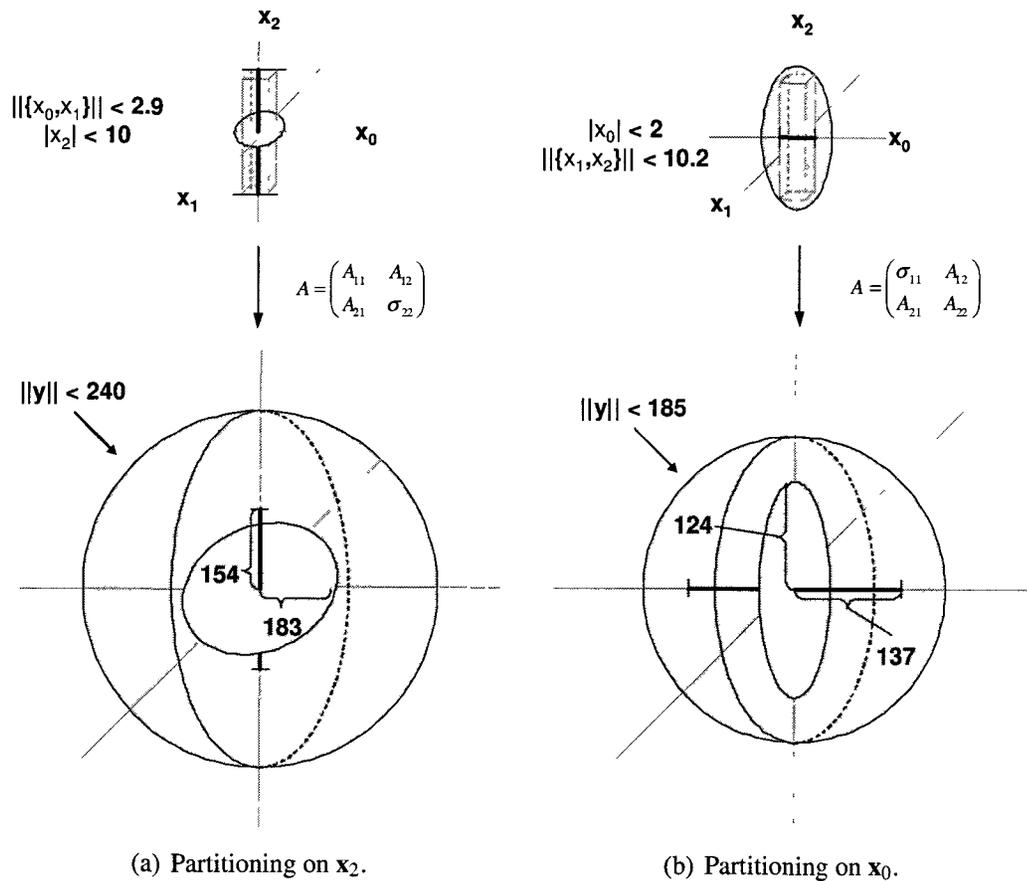 x₂
||{x₀,x₁}|| < 2.9
|x₂| < 10
x₀
x₁
A = (A₁₁ A₁₂
A₂₁ σ₂₂)
||y|| < 240
154
183
(a) Partitioning on x₂.
x₂
|x₀| < 2
||{x₁,x₂}|| < 10.2
x₀
x₁
A = (σ₁₁ A₁₂
A₂₁ A₂₂)
||y|| < 185
124
137
(b) Partitioning on x₀.